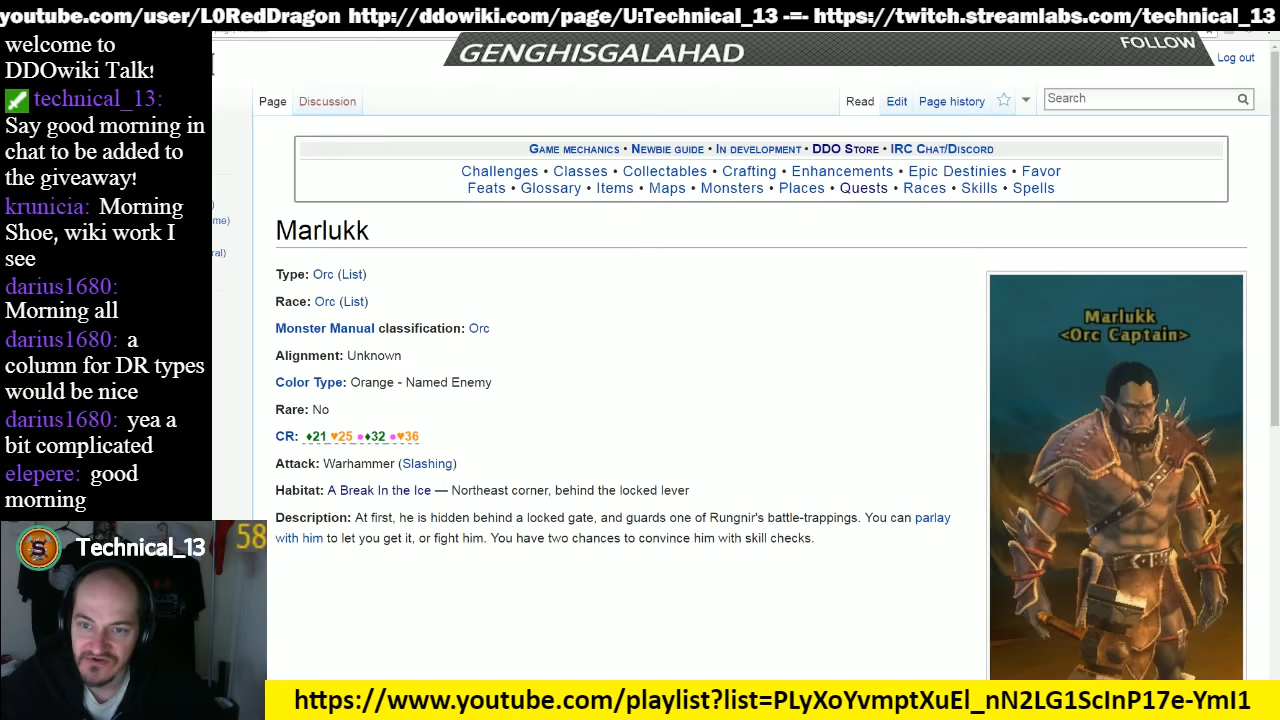 youtube.com/user/L0RedDragon http://ddowiki.com/page/U:Technical_13 -=- https://twitch.streamlabs.com/technical_13
welcome to
DDOwiki Talk!
technical_13:
Say good morning in
chat to be added to
the giveaway!
krunicia: Morning
Shoe, wiki work I
see
darius1680:
Morning all
darius1680: a
column for DR types
would be nice
darius1680: yea a
bit complicated
elepere: good
morning
Technical_13
58
me)
ral)
GENGHISGALAHAD
FOLLOW
Log out
Page Discussion
Read Edit Page history
Search
Game mechanics • Newbie guide • In development • DDO Store • IRC Chat/Discord
Challenges • Classes • Collectables • Crafting • Enhancements • Epic Destinies • Favor
Feats • Glossary • Items • Maps • Monsters • Places • Quests • Races • Skills • Spells
Marlukk
Type: Orc (List)
Race: Orc (List)
Monster Manual classification: Orc
Alignment: Unknown
Color Type: Orange - Named Enemy
Rare: No
CR: ♦21 ♥25 ●♦32 ●♥36
Attack: Warhammer (Slashing)
Habitat: A Break In the Ice — Northeast corner, behind the locked lever
Description: At first, he is hidden behind a locked gate, and guards one of Rungnir's battle-trappings. You can parlay
with him to let you get it, or fight him. You have two chances to convince him with skill checks.
Marlukk
<Orc Captain>
https://www.youtube.com/playlist?list=PLyXoYvmptXuEl_nN2LG1ScInP17e-YmI1